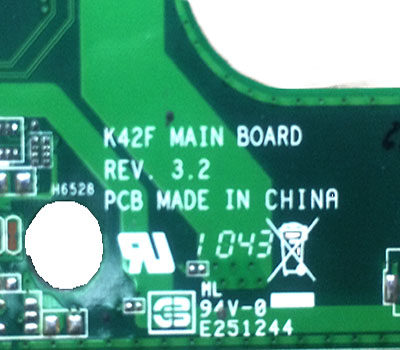 K42F MAIN BOARD
REV. 3.2
H6528
PCB MADE IN CHINA
1043
ML
94V-0
E251244